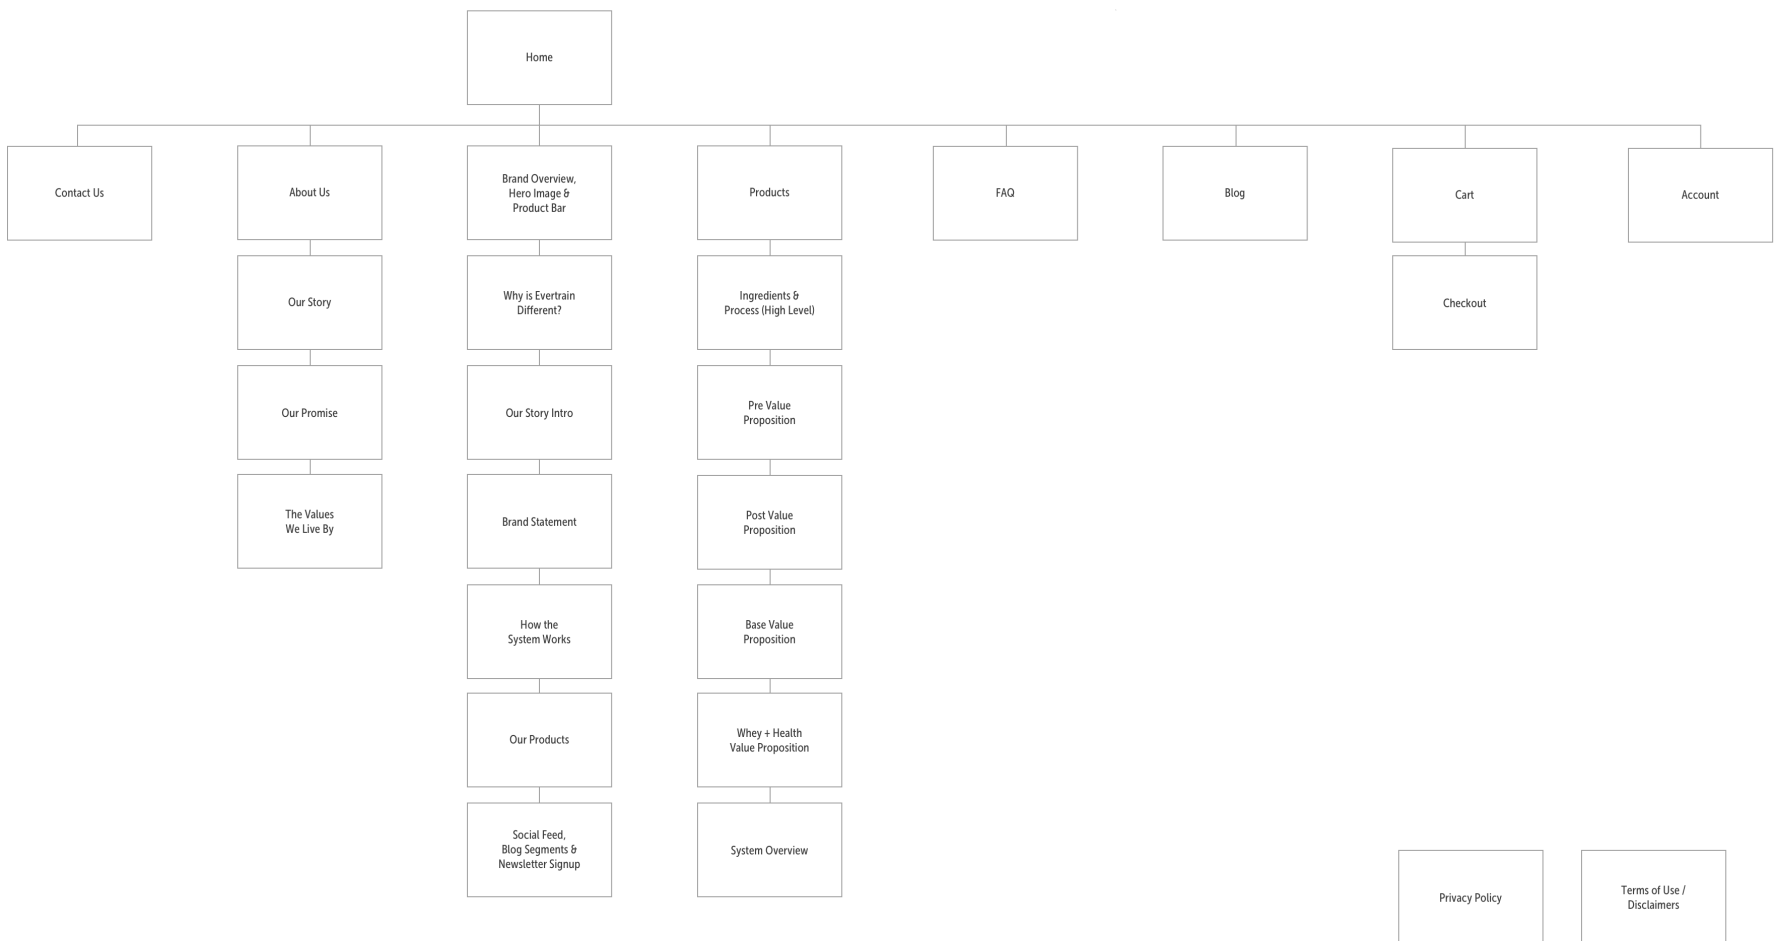 Home
Contact Us
About Us
Brand Overview,
Hero Image &
Product Bar
Products
FAQ
Blog
Cart
Account
Our Story
Why is Evertrain
Different?
Ingredients &
Process (High Level)
Checkout
Our Promise
Our Story Intro
Pre Value
Proposition
The Values
We Live By
Brand Statement
Post Value
Proposition
How the
System Works
Base Value
Proposition
Our Products
Whey + Health
Value Proposition
Social Feed,
Blog Segments &
Newsletter Signup
System Overview
Privacy Policy
Terms of Use /
Disclaimers